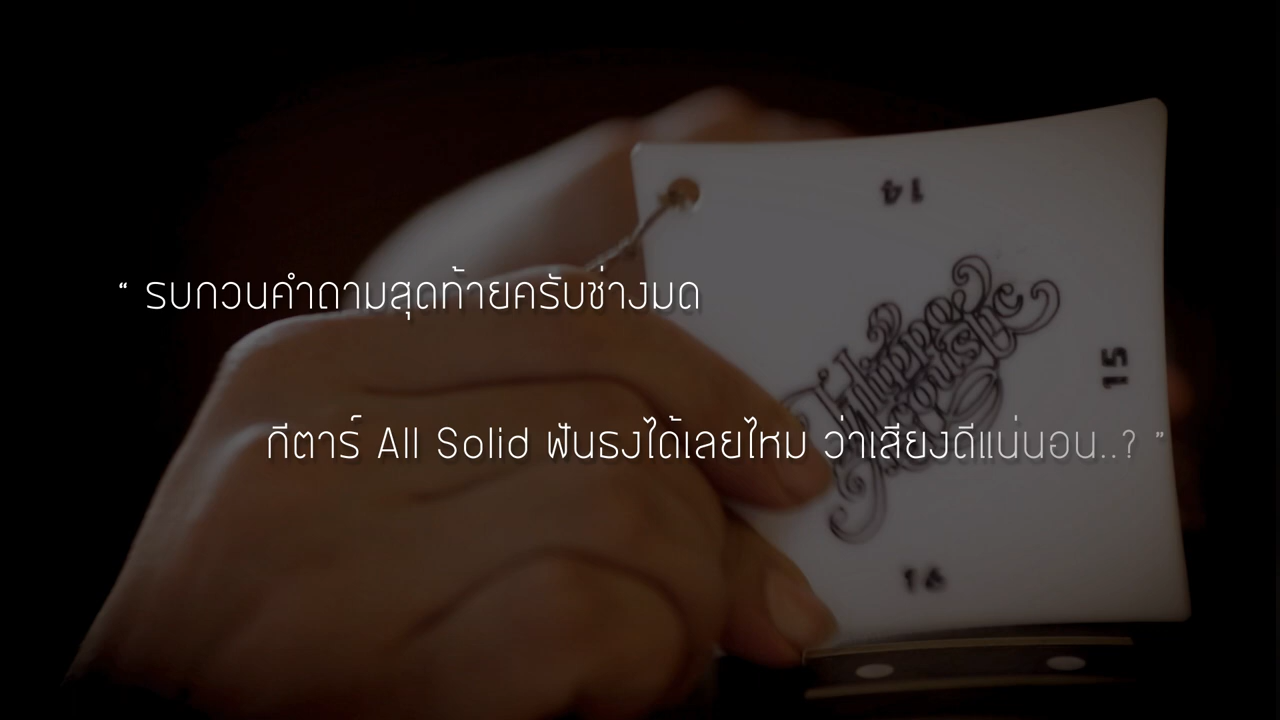 14
“ รบกวนคำถามสุดท้ายครับช่างมด
15
กีตาร์ All Solid ฟันธงได้เลยไหม ว่าเสียงดีแน่นอน..? ”
16